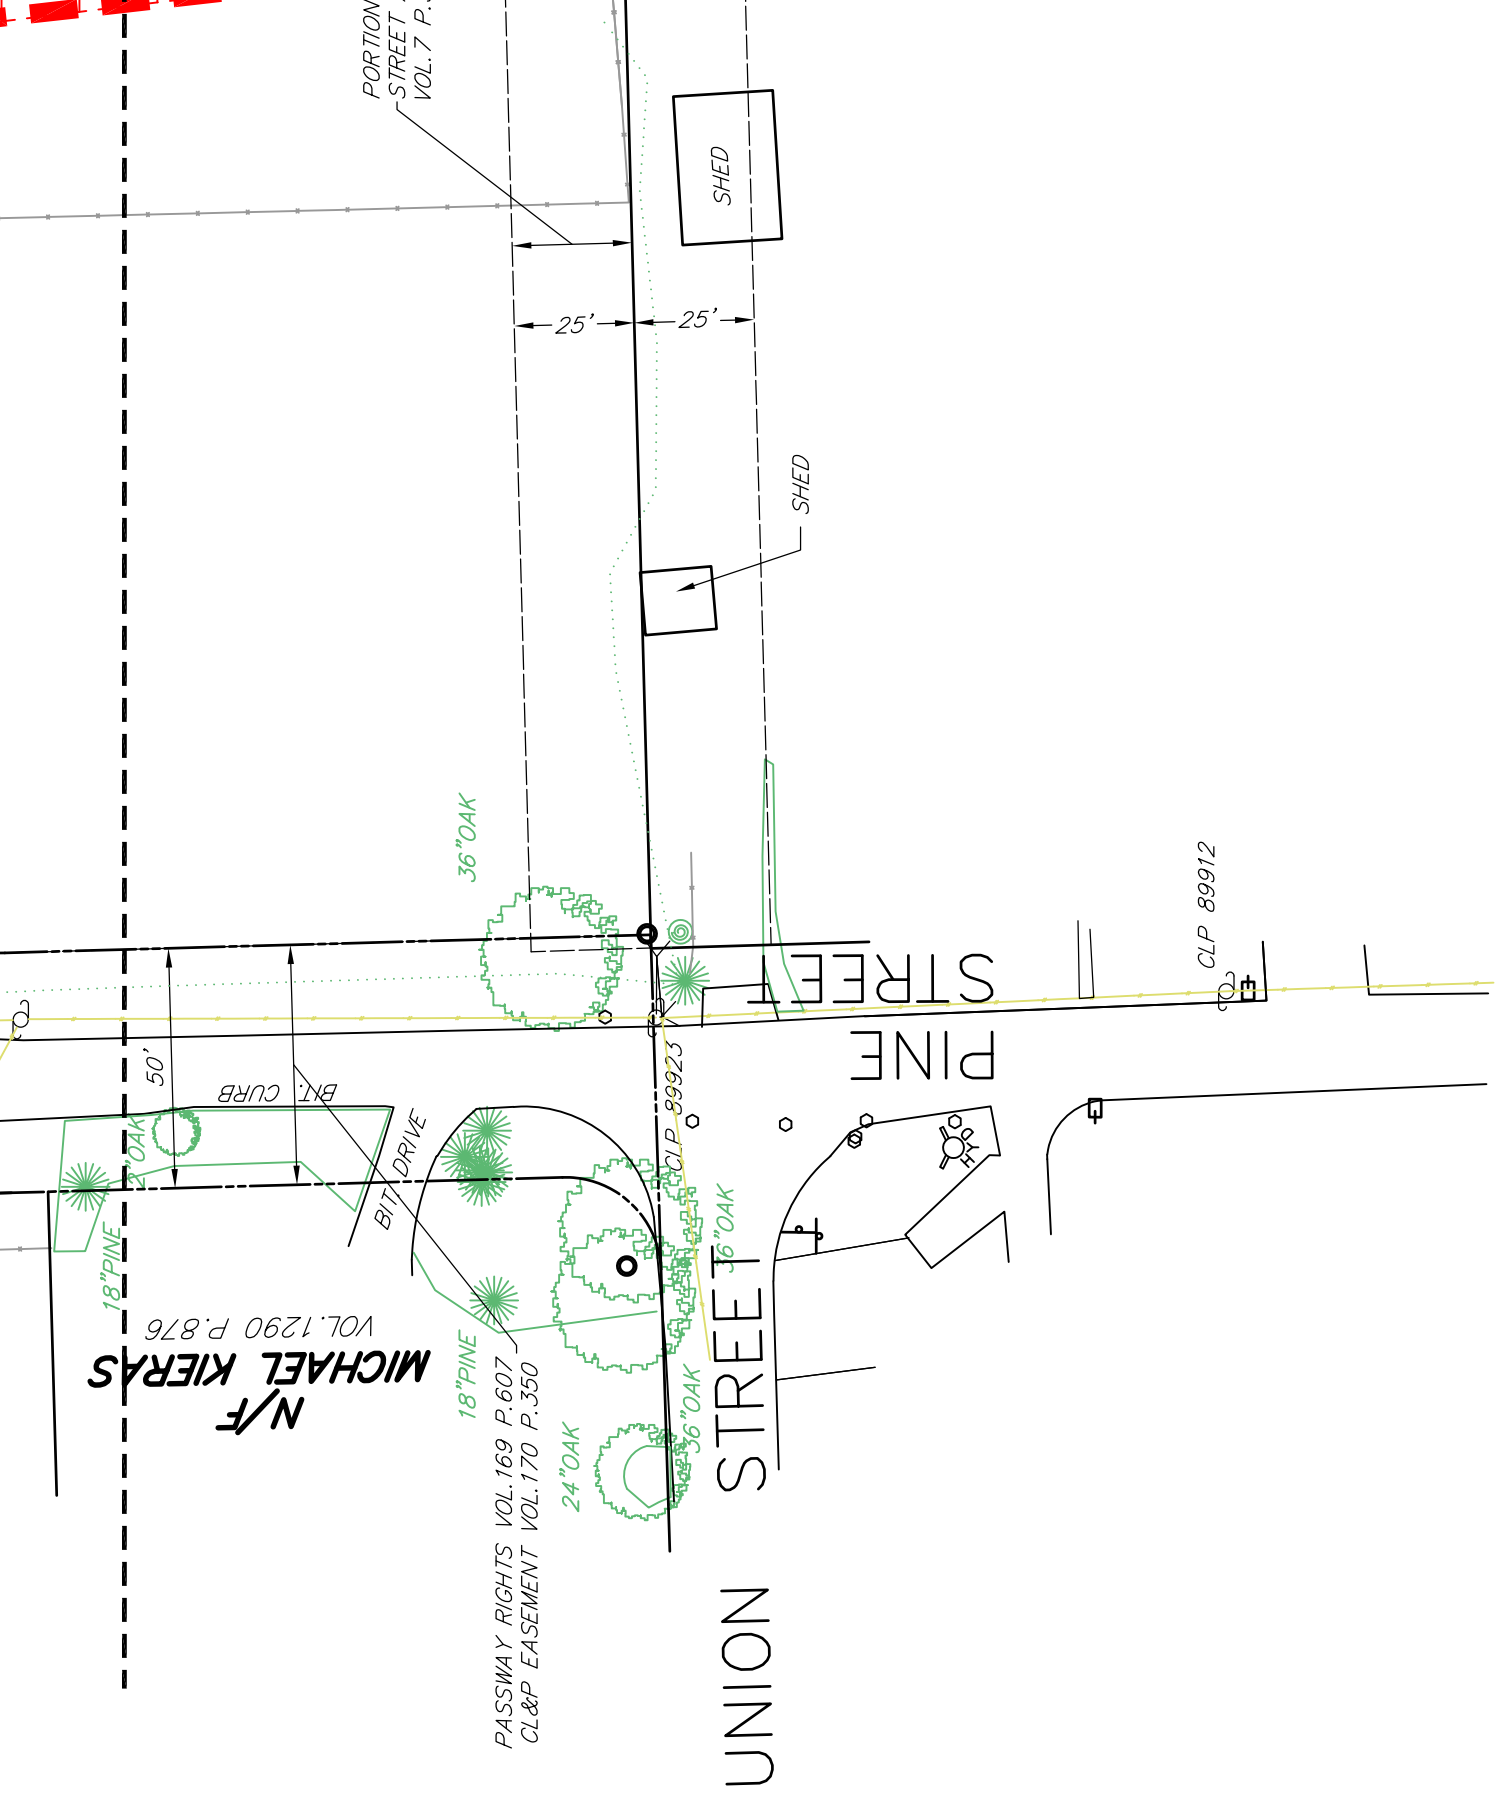 PORTION
STREET
VOL.7 P.
SHED
25'
25'
SHED
36"OAK
CLP 89912
PINE STREET
50'
BIT. CURB
BIT. DRIVE
CLP 89923
HYD
2"OAK
18"PINE
36"OAK
N/F
MICHAEL KIERAS
VOL.1290 P.876
18"PINE
36"OAK
24"OAK
PASSWAY RIGHTS VOL.169 P.607
CL&P EASEMENT VOL.170 P.350
UNION STREET